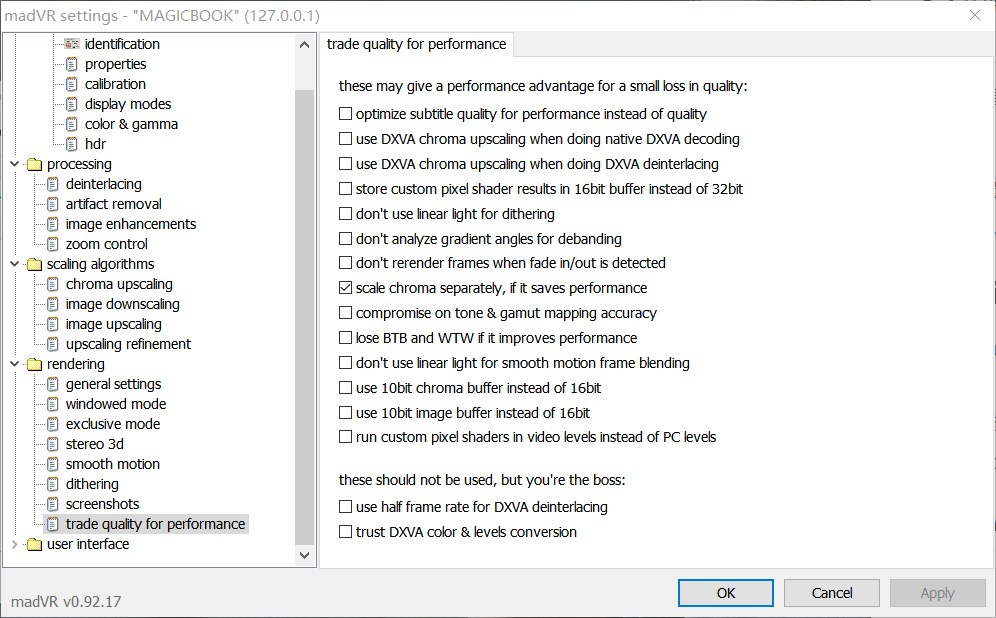 madVR settings - "MAGICBOOK" (127.0.0.1)
identification
properties
calibration
display modes
color & gamma
hdr
processing
deinterlacing
artifact removal
image enhancements
zoom control
scaling algorithms
chroma upscaling
image downscaling
image upscaling
upscaling refinement
rendering
general settings
windowed mode
exclusive mode
stereo 3d
smooth motion
dithering
screenshots
trade quality for performance
user interface
trade quality for performance
these may give a performance advantage for a small loss in quality:
optimize subtitle quality for performance instead of quality
use DXVA chroma upscaling when doing native DXVA decoding
use DXVA chroma upscaling when doing DXVA deinterlacing
store custom pixel shader results in 16bit buffer instead of 32bit
don't use linear light for dithering
don't analyze gradient angles for debanding
don't rerender frames when fade in/out is detected
scale chroma separately, if it saves performance
compromise on tone & gamut mapping accuracy
lose BTB and WTW if it improves performance
don't use linear light for smooth motion frame blending
use 10bit chroma buffer instead of 16bit
use 10bit image buffer instead of 16bit
run custom pixel shaders in video levels instead of PC levels
these should not be used, but you're the boss:
use half frame rate for DXVA deinterlacing
trust DXVA color & levels conversion
madVR v0.92.17
OK
Cancel
Apply